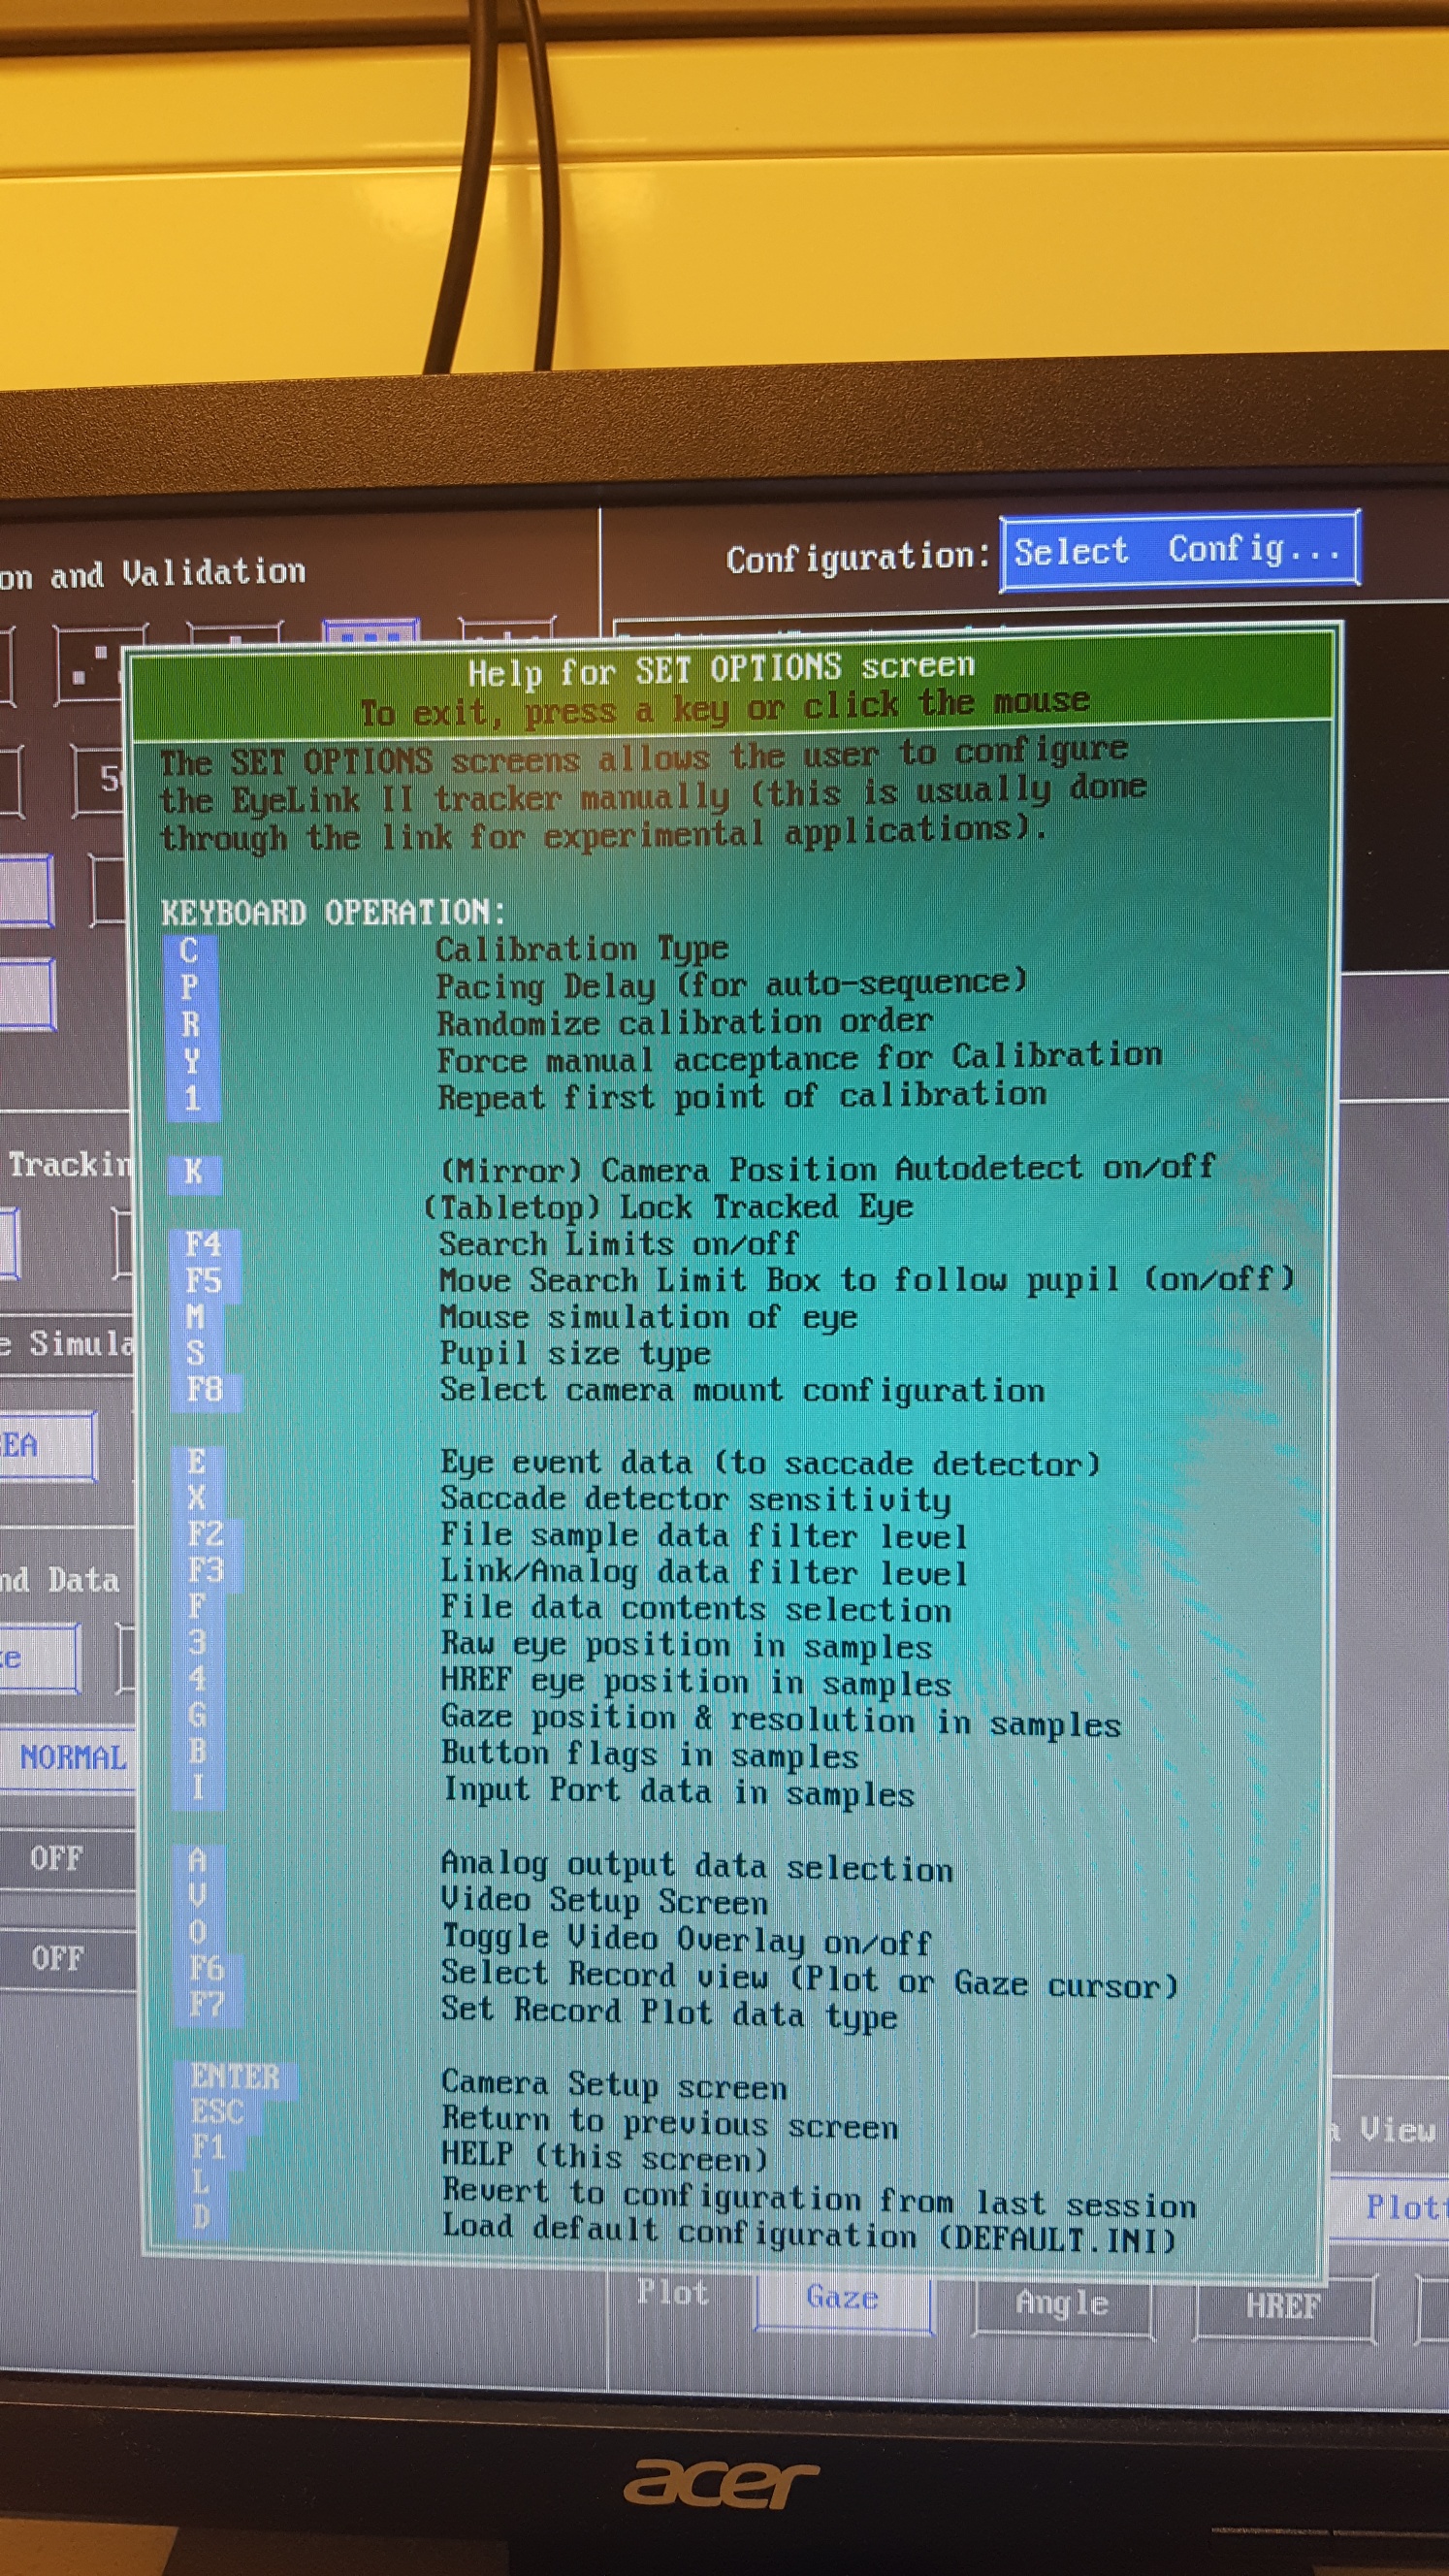 on and Validation
Configuration: Select Config...
Help for SET OPTIONS screen
To exit, press a key or click the mouse
The SET OPTIONS screens allows the user to configure
the EyeLink II tracker manually (this is usually done
through the link for experimental applications).
KEYBOARD OPERATION:
C Calibration Type
P Pacing Delay (for auto-sequence)
R Randomize calibration order
Y Force manual acceptance for Calibration
1 Repeat first point of calibration
K (Mirror) Camera Position Autodetect on/off
(Tabletop) Lock Tracked Eye
F4 Search Limits on/off
F5 Move Search Limit Box to follow pupil (on/off)
M Mouse simulation of eye
S Pupil size type
F8 Select camera mount configuration
E Eye event data (to saccade detector)
X Saccade detector sensitivity
F2 File sample data filter level
F3 Link/Analog data filter level
F File data contents selection
3 Raw eye position in samples
4 HREF eye position in samples
G Gaze position & resolution in samples
B Button flags in samples
I Input Port data in samples
A Analog output data selection
V Video Setup Screen
O Toggle Video Overlay on/off
F6 Select Record view (Plot or Gaze cursor)
F7 Set Record Plot data type
ENTER Camera Setup screen
ESC Return to previous screen
F1 HELP (this screen)
L Revert to configuration from last session
D Load default configuration (DEFAULT.INI)
Trackin
e Simula
EA
nd Data
NORMAL
OFF
OFF
View
Plot
Plot Gaze Angle HREF
acer